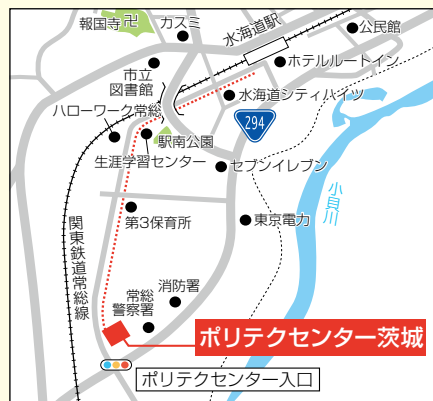 報国寺卍
カスミ
水海道駅
公民館
市立
図書館
ホテルルートイン
ハローワーク常総
水海道シティハイツ
駅南公園
294
生涯学習センター
セブンイレブン
小貝川
第3保育所
東京電力
関東鉄道常総線
消防署
常総
警察署
ポリテクセンター茨城
ポリテクセンター入口